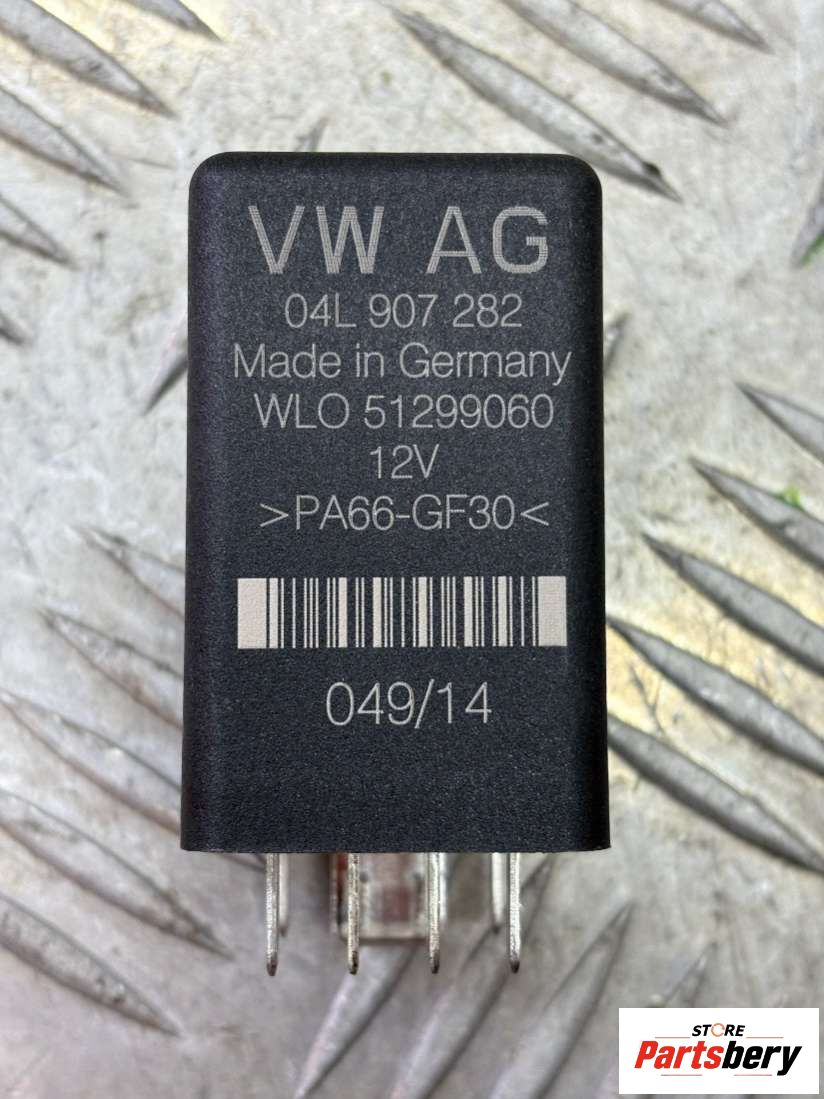 VW AG
04L 907 282
Made in Germany
WLO 51299060
12V
>PA66-GF30<
049/14
STORE
Partsbery